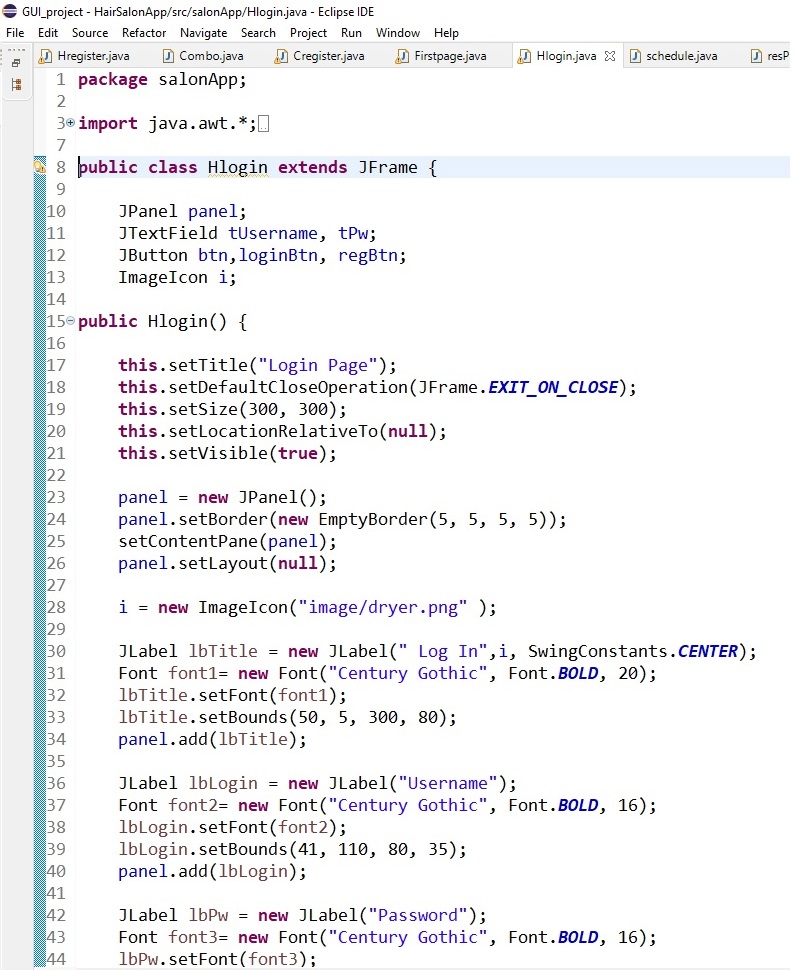 GUI_project - HairSalonApp/src/salonApp/Hlogin.java - Eclipse IDE
File Edit Source Refactor Navigate Search Project Run Window Help
Hregister.java Combo.java Cregister.java Firstpage.java Hlogin.java schedule.java resP
1 package salonApp;
2
3 import java.awt.*;
7
8 public class Hlogin extends JFrame {
9
10 JPanel panel;
11 JTextField tUsername, tPw;
12 JButton btn,loginBtn, regBtn;
13 ImageIcon i;
14
15 public Hlogin() {
16
17 this.setTitle("Login Page");
18 this.setDefaultCloseOperation(JFrame.EXIT_ON_CLOSE);
19 this.setSize(300, 300);
20 this.setLocationRelativeTo(null);
21 this.setVisible(true);
22
23 panel = new JPanel();
24 panel.setBorder(new EmptyBorder(5, 5, 5, 5));
25 setContentPane(panel);
26 panel.setLayout(null);
27
28 i = new ImageIcon("image/dryer.png" );
29
30 JLabel lbTitle = new JLabel(" Log In",i, SwingConstants.CENTER);
31 Font font1= new Font("Century Gothic", Font.BOLD, 20);
32 lbTitle.setFont(font1);
33 lbTitle.setBounds(50, 5, 300, 80);
34 panel.add(lbTitle);
35
36 JLabel lbLogin = new JLabel("Username");
37 Font font2= new Font("Century Gothic", Font.BOLD, 16);
38 lbLogin.setFont(font2);
39 lbLogin.setBounds(41, 110, 80, 35);
40 panel.add(lbLogin);
41
42 JLabel lbPw = new JLabel("Password");
43 Font font3= new Font("Century Gothic", Font.BOLD, 16);
44 lbPw.setFont(font3);